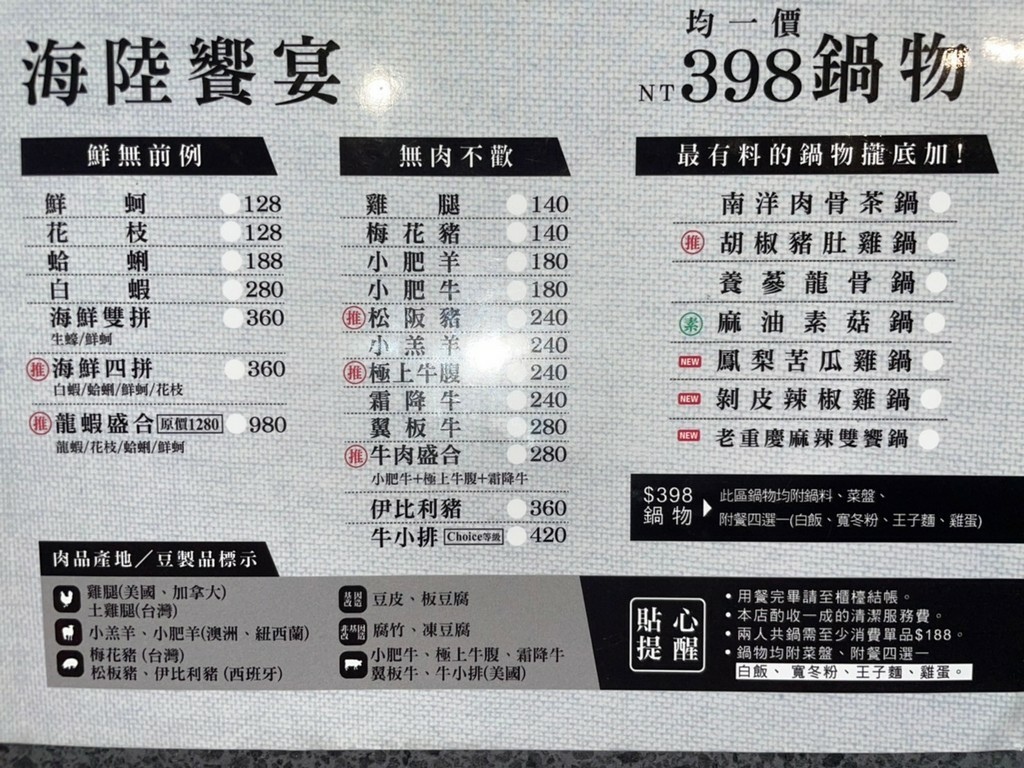 海陸饗宴
均一價
NT398鍋物
鮮無前例
鮮蚵 128
花枝 128
蛤蜊 188
白蝦 280
海鮮雙拼 360
生蠔/鮮蚵
推 海鮮四拼 360
白蝦/蛤蜊/鮮蚵/花枝
推 龍蝦盛合 原價1280 980
龍蝦/花枝/蛤蜊/鮮蚵
無肉不歡
雞腿 140
梅花豬 140
小肥羊 180
小肥牛 180
推 松阪豬 240
小羔羊 240
推 極上牛腹 240
霜降牛 240
翼板牛 280
推 牛肉盛合 280
小肥牛+極上牛腹+霜降牛
伊比利豬 360
牛小排 Choice等級 420
最有料的鍋物攏底加!
南洋肉骨茶鍋
推 胡椒豬肚雞鍋
養蔘龍骨鍋
素 麻油素菇鍋
NEW 鳳梨苦瓜雞鍋
NEW 剝皮辣椒雞鍋
NEW 老重慶麻辣雙饗鍋
$398
鍋物
此區鍋物均附鍋料、菜盤、
附餐四選一(白飯、寬冬粉、王子麵、雞蛋)
肉品產地/豆製品標示
雞腿(美國、加拿大)
土雞腿(台灣)
小羔羊、小肥羊(澳洲、紐西蘭)
梅花豬(台灣)
松板豬、伊比利豬(西班牙)
基因改造 豆皮、板豆腐
非基因改造 腐竹、凍豆腐
小肥牛、極上牛腹、霜降牛
翼板牛、牛小排(美國)
貼心提醒
• 用餐完畢請至櫃檯結帳。
• 本店酌收一成的清潔服務費。
• 兩人共鍋需至少消費單品$188。
• 鍋物均附菜盤、附餐四選一
白飯、寬冬粉、王子麵、雞蛋。